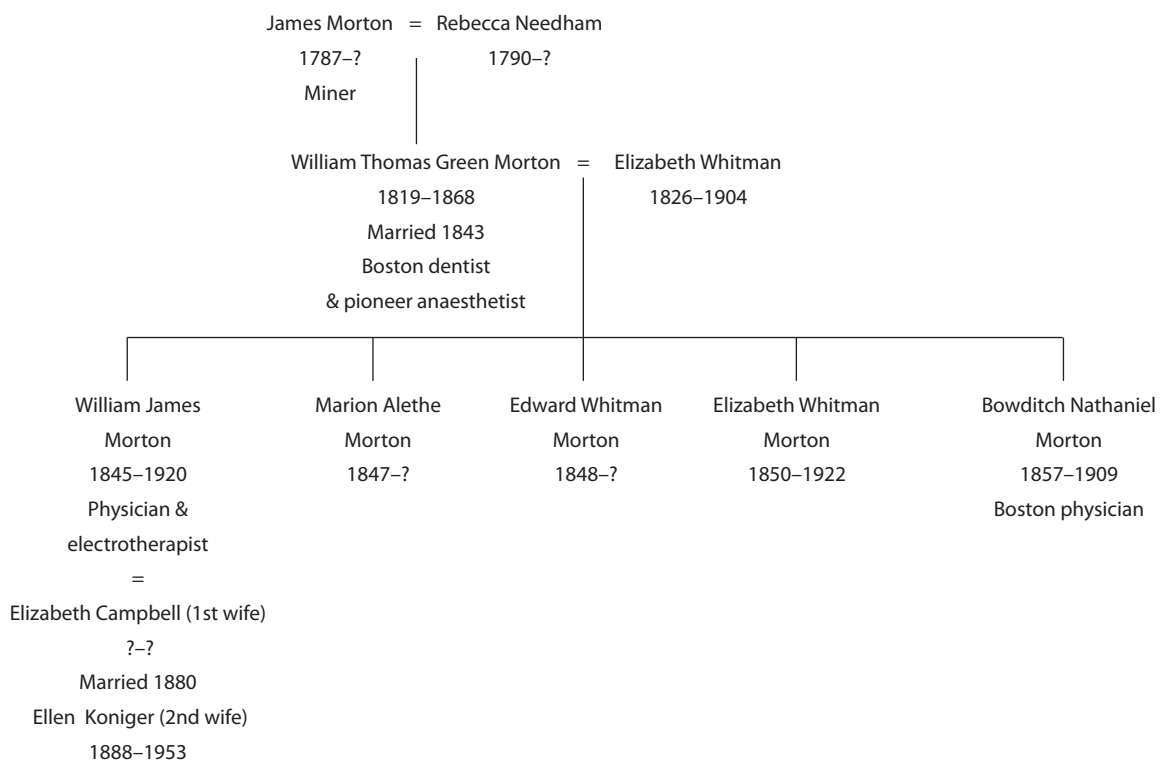 James Morton = Rebecca Needham
1787–? 1790–?
Miner
William Thomas Green Morton = Elizabeth Whitman
1819–1868 1826–1904
Married 1843
Boston dentist
& pioneer anaesthetist
William James Marion Alethe Edward Whitman Elizabeth Whitman Bowditch Nathaniel
Morton Morton Morton Morton Morton
1845–1920 1847–? 1848–? 1850–1922 1857–1909
Physician & Boston physician
electrotherapist
=
Elizabeth Campbell (1st wife)
?–?
Married 1880
Ellen Koniger (2nd wife)
1888–1953